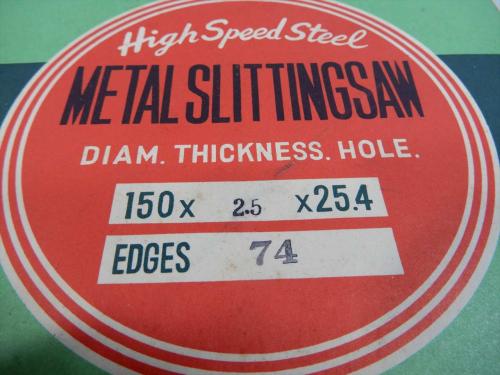 High Speed Steel
METAL SLITTINGSAW
DIAM. THICKNESS. HOLE.
150x 2.5 x25.4
EDGES 74